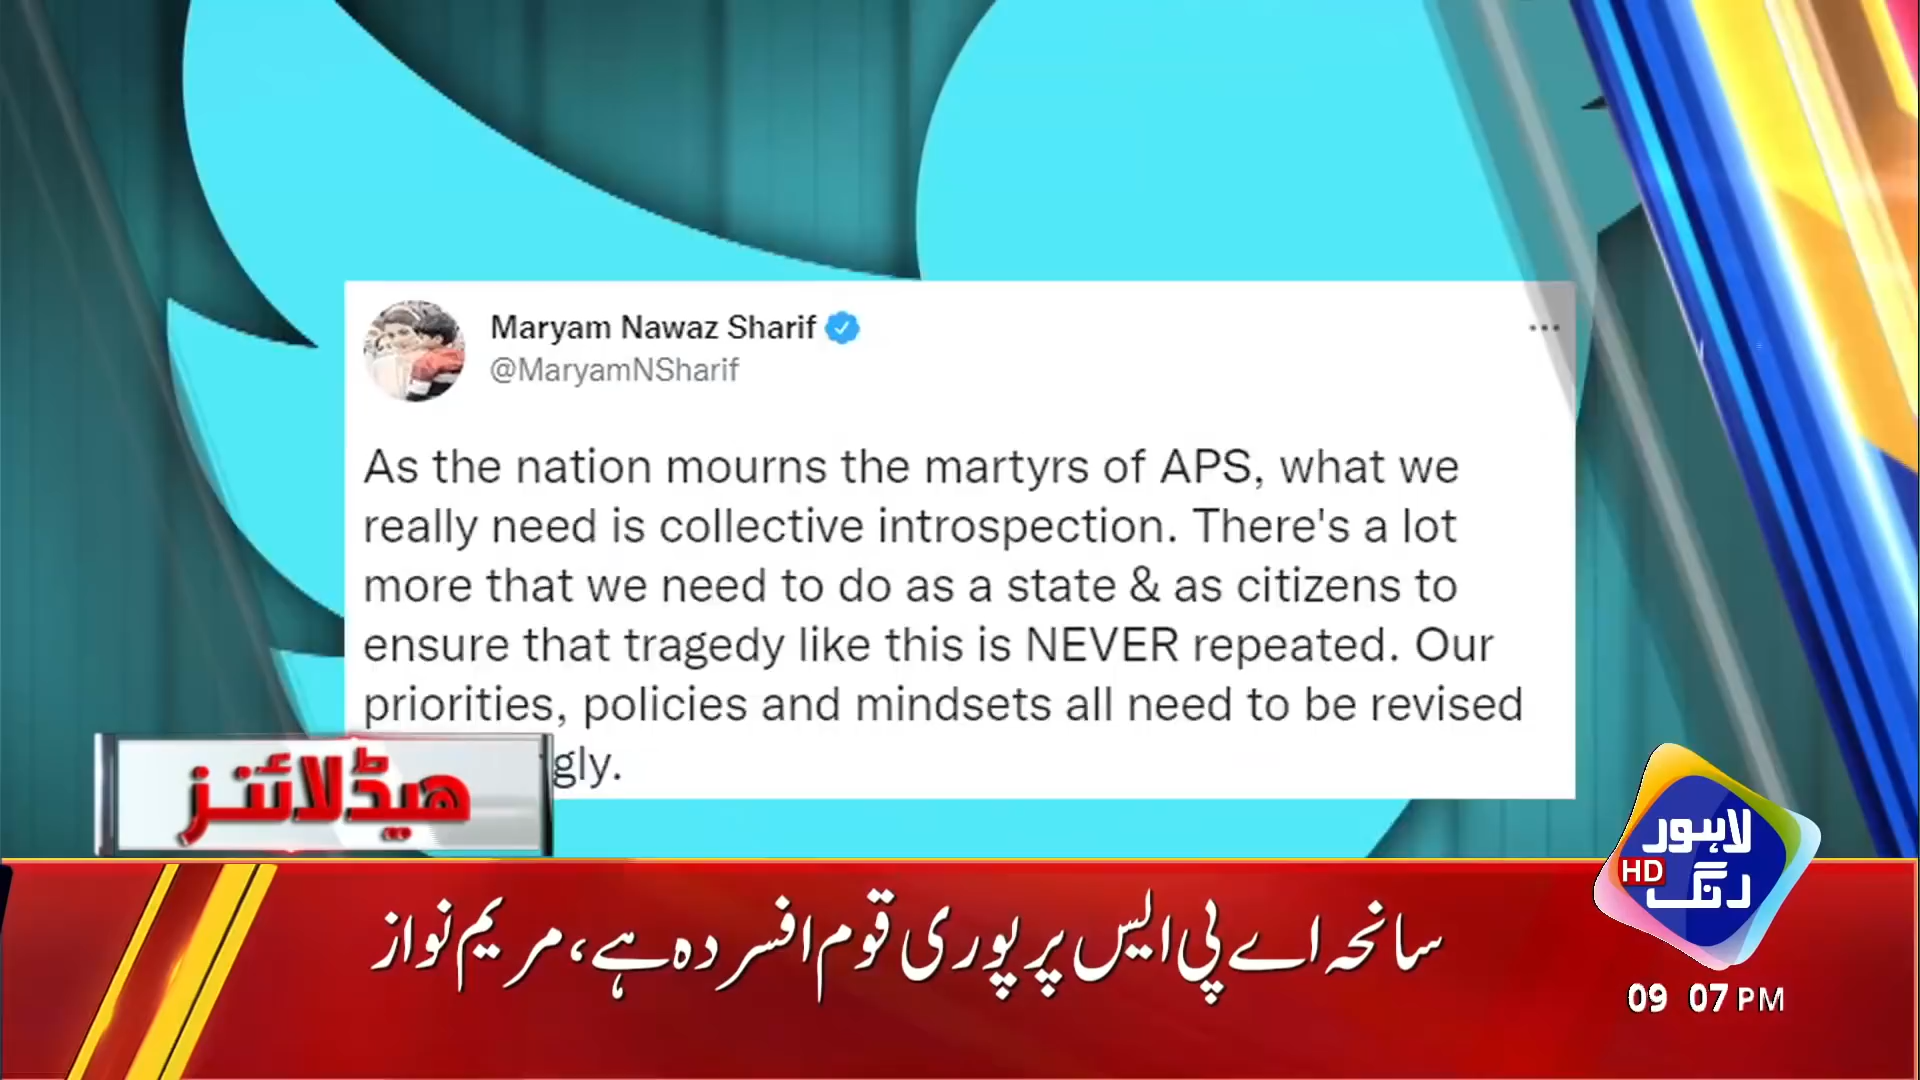 Maryam Nawaz Sharif
@MaryamNSharif
As the nation mourns the martyrs of APS, what we
really need is collective introspection. There's a lot
more that we need to do as a state & as citizens to
ensure that tragedy like this is NEVER repeated. Our
priorities, policies and mindsets all need to be revised
gly.
ہیڈلائنز
لاہور
رنگ
HD
سانحہ اے پی ایس پر پوری قوم افسردہ ہے، مریم نواز
09 07 PM